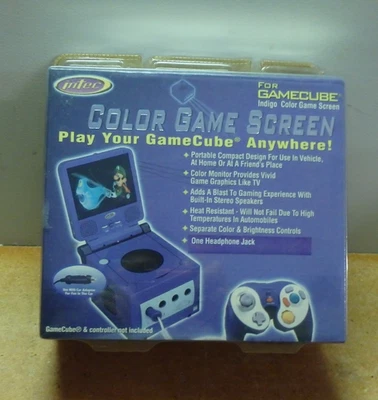 intec
FOR
GAMECUBE
Indigo Color Game Screen
COLOR GAME SCREEN
Play Your GameCube® Anywhere!
• Portable Compact Design For Use In Vehicle,
At Home Or At A Friend's Place
• Color Monitor Provides Vivid
Game Graphics Like TV
• Adds A Blast To Gaming Experience With
Built-In Stereo Speakers
• Heat Resistant - Will Not Fail Due To High
Temperatures In Automobiles
• Separate Color & Brightness Controls
• One Headphone Jack
GameCube® & controller not included